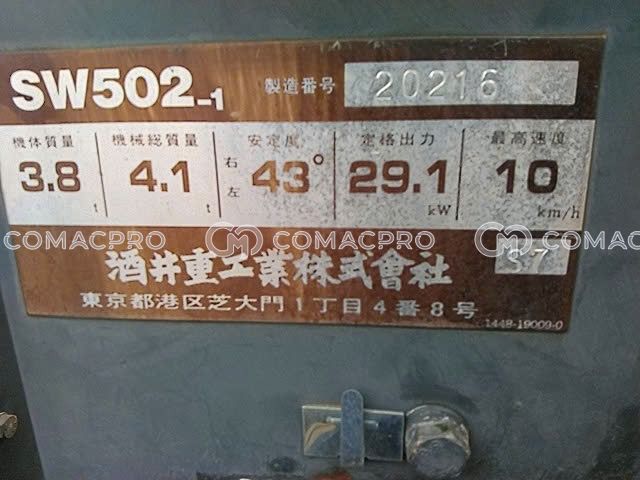 SW502-1 製造番号 20216
機体質量 機械総質量 安定度 定格出力 最高速度
3.8 t 4.1 t 右左 43° 29.1 kW 10 km/h
COMACPRO COMACPRO COMACPRO
酒井重工業株式會社 S7
東京都港区芝大門1丁目4番8号
1448-19009-0